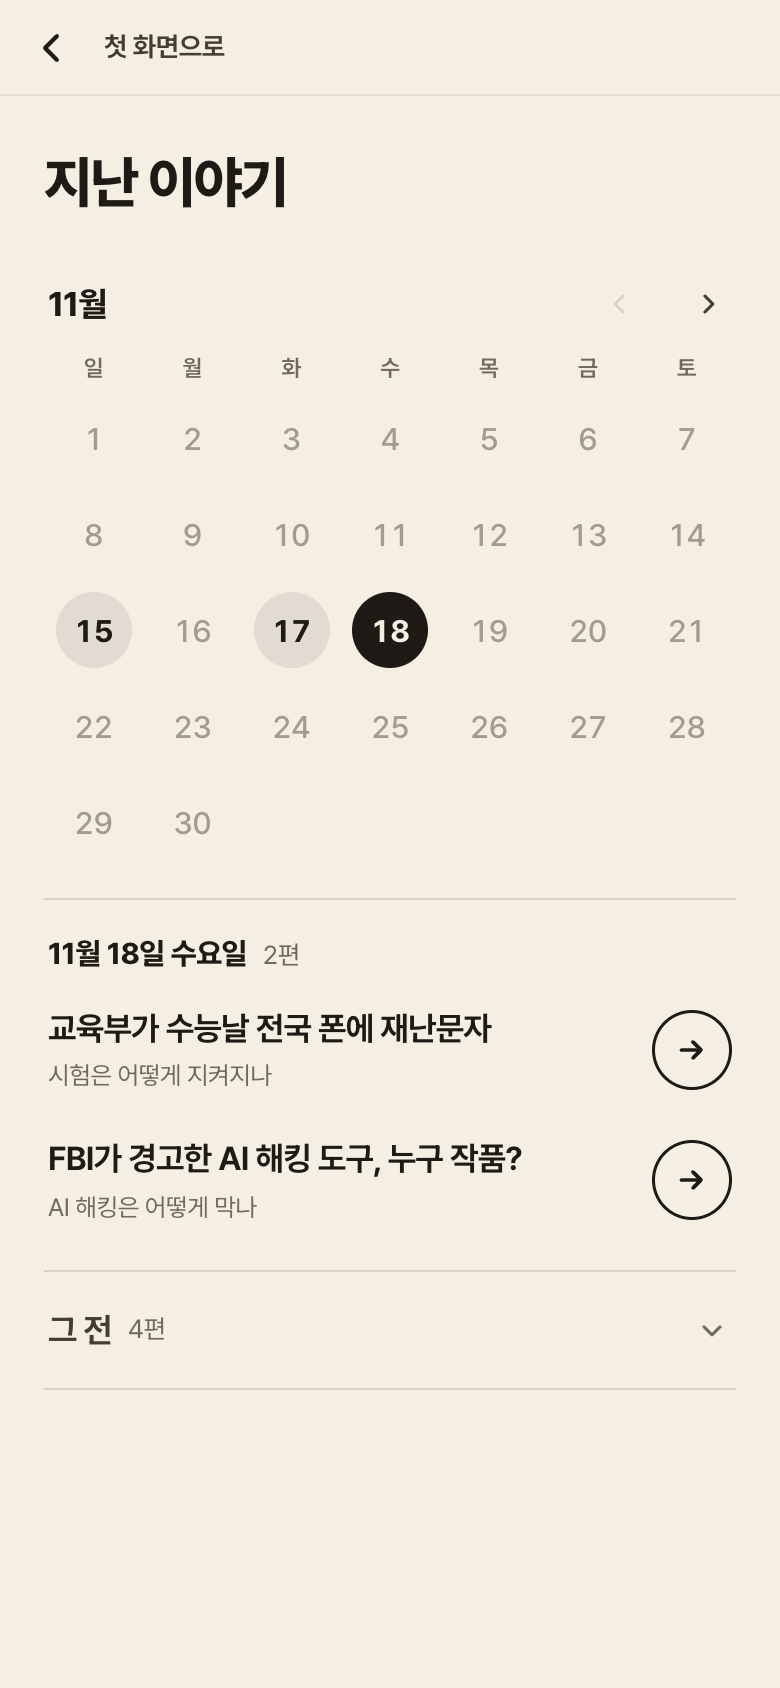 첫 화면으로
지난 이야기
11월
일 월 화 수 목 금 토
1 2 3 4 5 6 7
8 9 10 11 12 13 14
15 16 17 18 19 20 21
22 23 24 25 26 27 28
29 30
11월 18일 수요일 2편
교육부가 수능날 전국 폰에 재난문자
시험은 어떻게 지켜지나
FBI가 경고한 AI 해킹 도구, 누구 작품?
AI 해킹은 어떻게 막나
그 전 4편